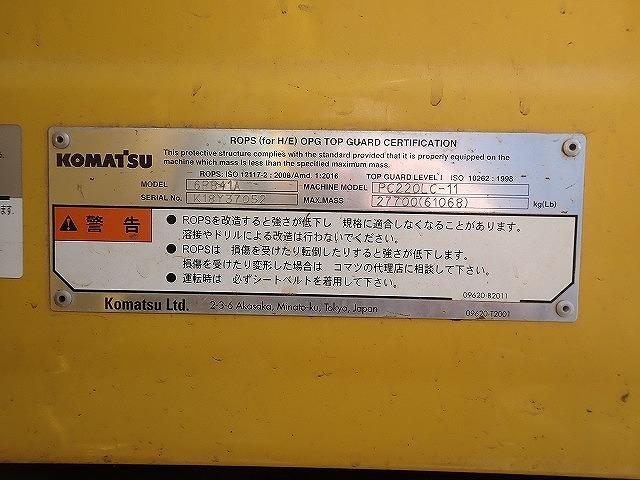 ROPS (for H/E) OPG TOP GUARD CERTIFICATION
KOMATSU
This protective structure complies with the standard provided that it is properly equipped on the
machine which mass is less than the specified maximum mass.
ROPS: ISO 12117-2 : 2008/Amd. 1:2016 TOP GUARD LEVEL I ISO 10262 : 1998
MODEL MACHINE MODEL PC220LC-11
SERIAL No. K18Y37052 MAX.MASS 27700(61068) kg(Lb)
警告
● ROPSを改造すると強さが低下し 規格に適合しなくなることがあります。
溶接やドリルによる改造は行わないでください。
● ROPSは 損傷を受けたり転倒したりすると強さが低下します。
損傷を受けたり変形した場合は コマツの代理店に相談して下さい。
● 運転時は 必ずシートベルトを着用して下さい。
09620-B2011
Komatsu Ltd. 2-3-6 Akasaka, Minato-ku, Tokyo, Japan
09620-T2001
ます。